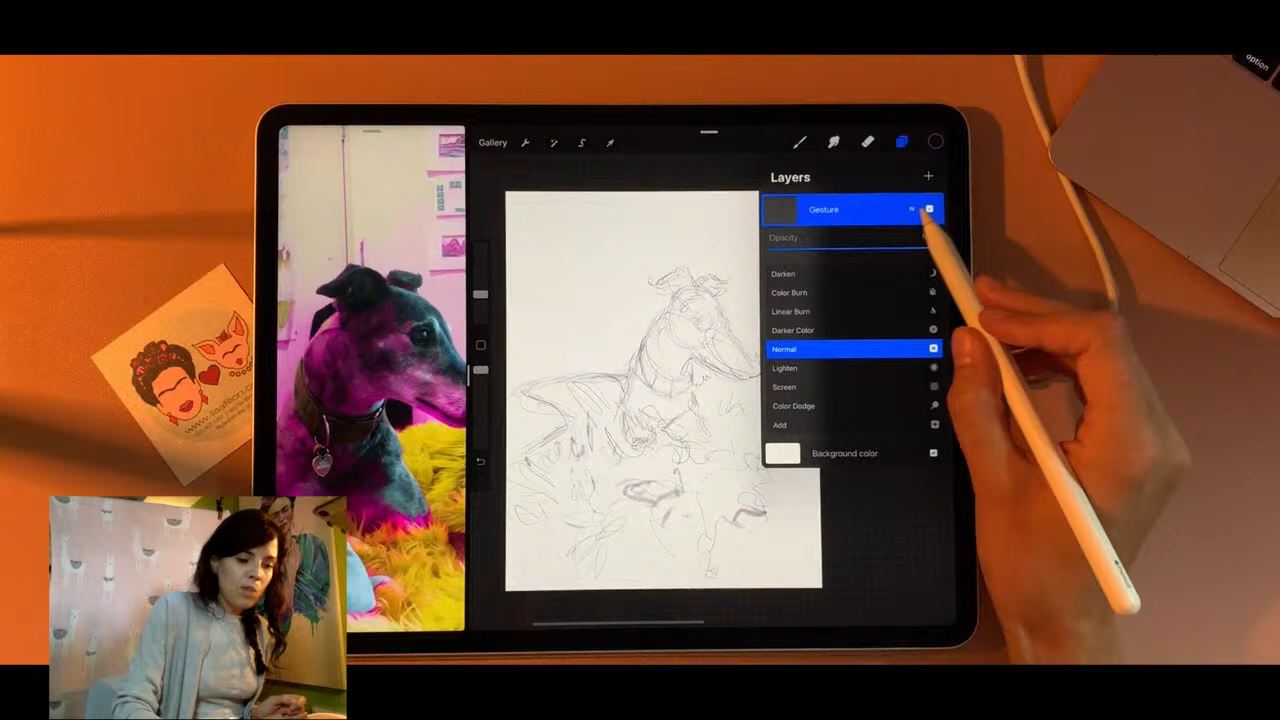 option
Gallery
Layers
Gesture
N
Opacity
Darken
Color Burn
Linear Burn
Darker Color
Normal
Lighten
Screen
Color Dodge
Add
Background color